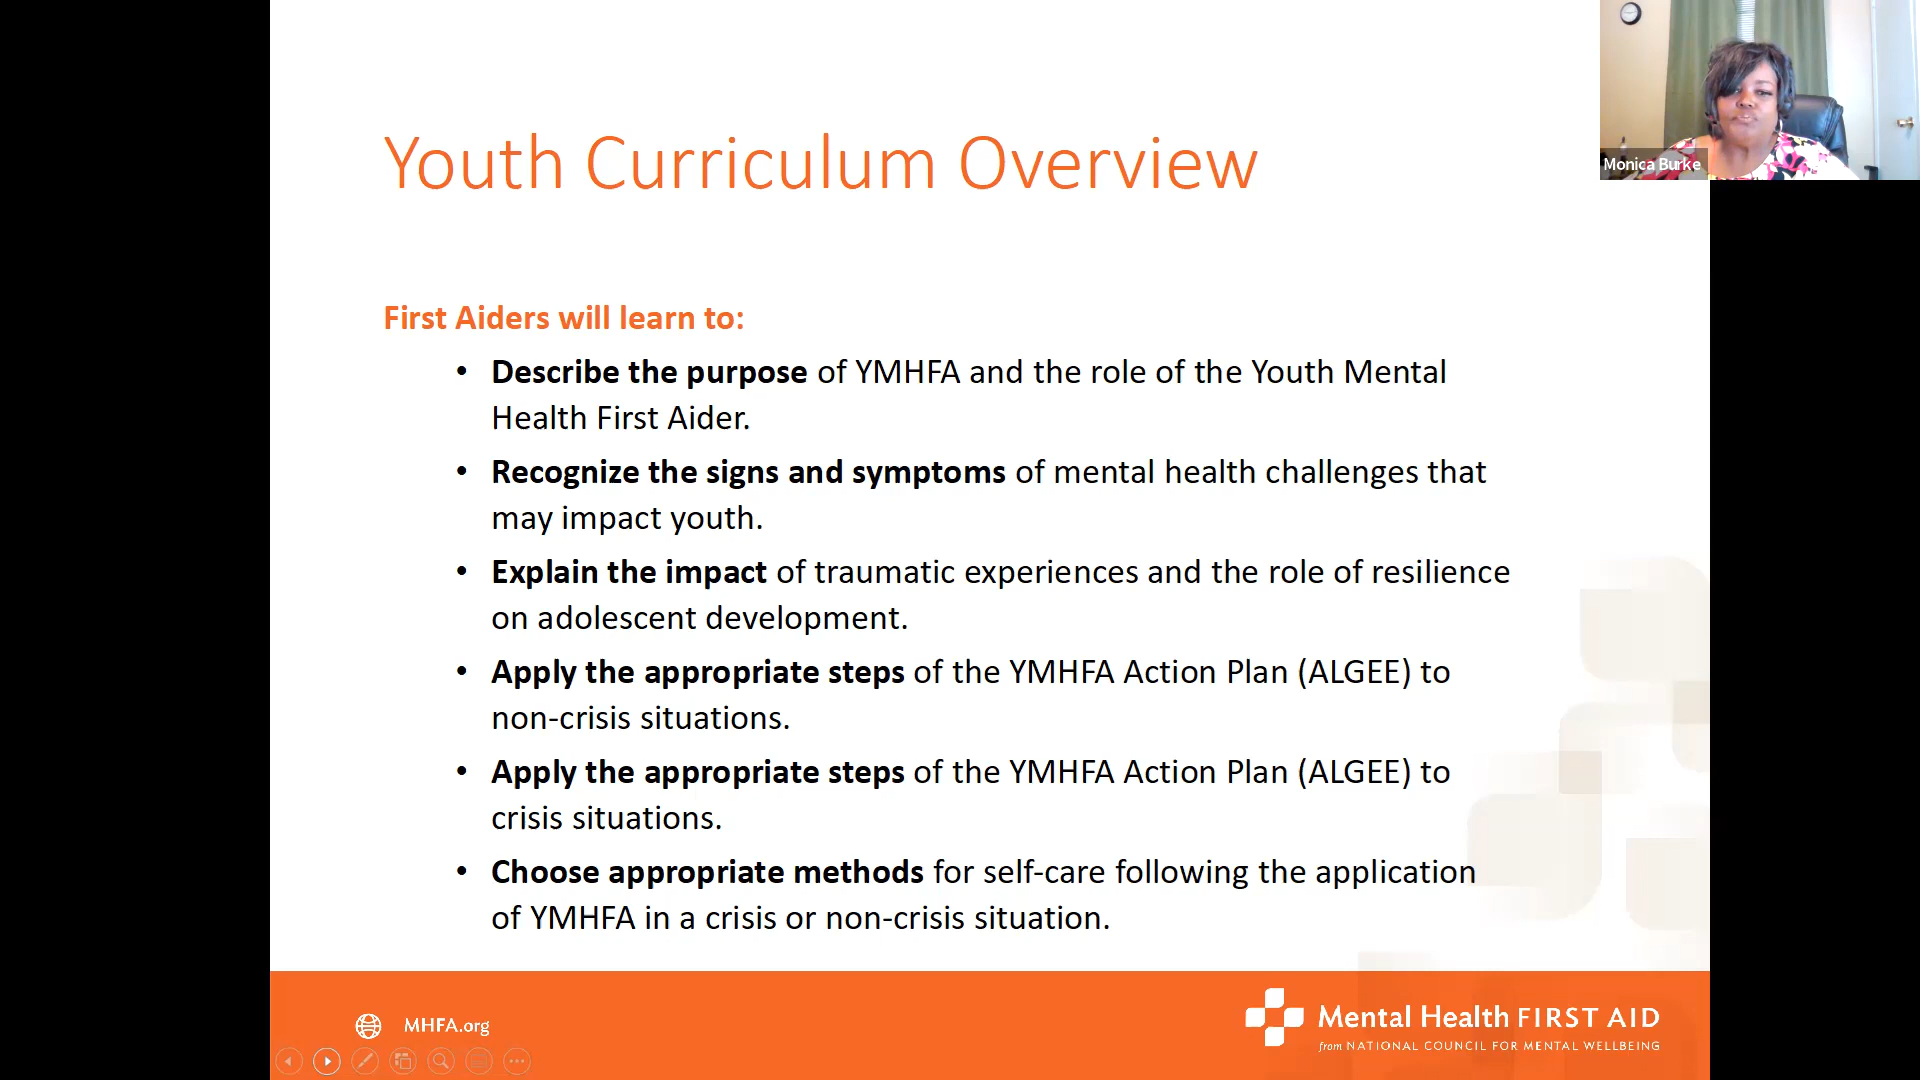 Youth Curriculum Overview
Monica Burke
First Aiders will learn to:
• Describe the purpose of YMHFA and the role of the Youth Mental
Health First Aider.
• Recognize the signs and symptoms of mental health challenges that
may impact youth.
• Explain the impact of traumatic experiences and the role of resilience
on adolescent development.
• Apply the appropriate steps of the YMHFA Action Plan (ALGEE) to
non-crisis situations.
• Apply the appropriate steps of the YMHFA Action Plan (ALGEE) to
crisis situations.
• Choose appropriate methods for self-care following the application
of YMHFA in a crisis or non-crisis situation.
MHFA.org
Mental Health FIRST AID
from NATIONAL COUNCIL FOR MENTAL WELLBEING